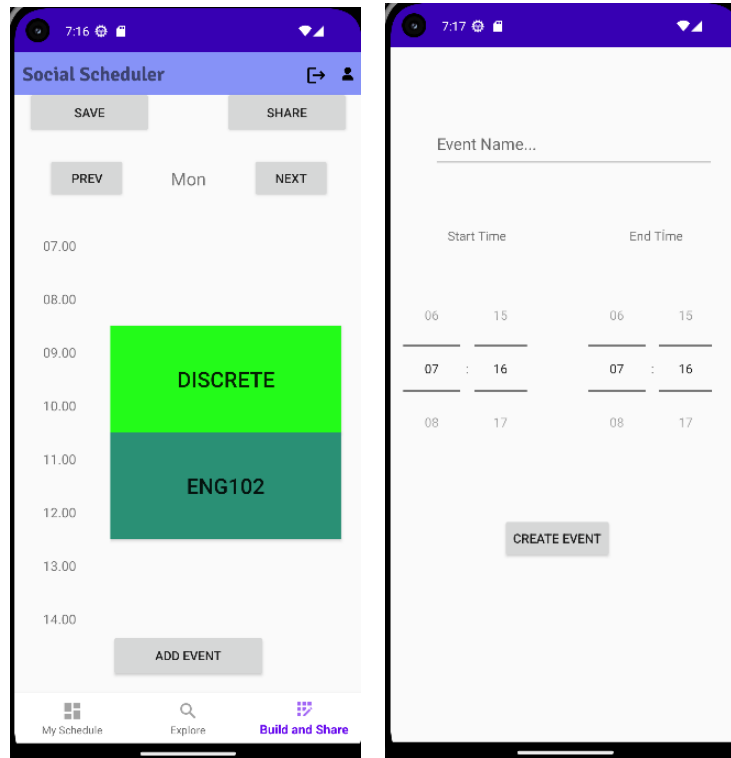 7:16
Social Scheduler
SAVE SHARE
PREV Mon NEXT
07.00
08.00
09.00
DISCRETE
10.00
11.00
ENG102
12.00
13.00
14.00
ADD EVENT
My Schedule Explore Build and Share
7:17
Event Name...
Start Time End Tİme
06 15 06 15
07 : 16 07 : 16
08 17 08 17
CREATE EVENT